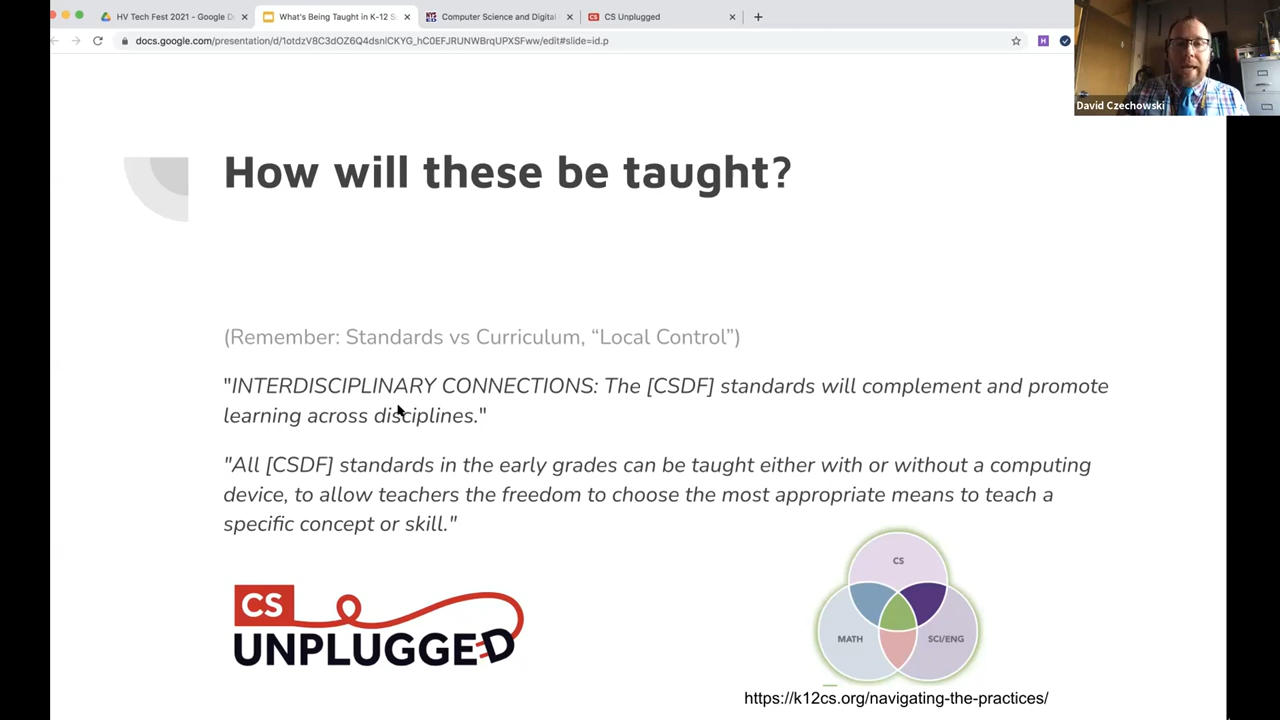 HV Tech Fest 2021 - Google D
What's Being Taught in K-12 S
Computer Science and Digital
CS Unplugged
docs.google.com/presentation/d/1otdzV8C3dOZ6Q4dsnlCKYG_hC0EFJRUNWBrqUPXSFww/edit#slide=id.p
David Czechowski
How will these be taught?
(Remember: Standards vs Curriculum, “Local Control”)
"INTERDISCIPLINARY CONNECTIONS: The [CSDF] standards will complement and promote
learning across disciplines."
"All [CSDF] standards in the early grades can be taught either with or without a computing
device, to allow teachers the freedom to choose the most appropriate means to teach a
specific concept or skill."
CS
UNPLUGGED
CS
MATH
SCI/ENG
https://k12cs.org/navigating-the-practices/